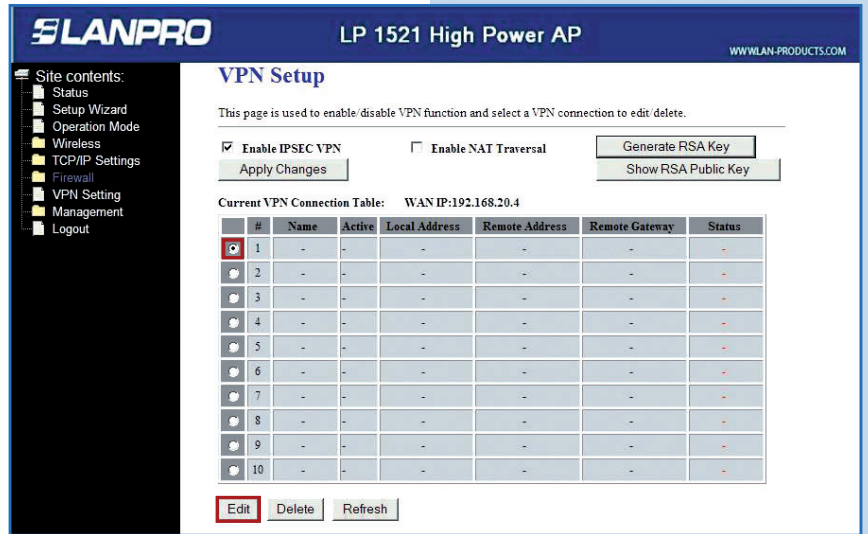 LANPRO LP 1521 High Power AP WWW.LAN-PRODUCTS.COM
Site contents:
Status
Setup Wizard
Operation Mode
Wireless
TCP/IP Settings
Firewall
VPN Setting
Management
Logout
VPN Setup
This page is used to enable/disable VPN function and select a VPN connection to edit/delete.
Enable IPSEC VPN Enable NAT Traversal Generate RSA Key
Apply Changes Show RSA Public Key
Current VPN Connection Table: WAN IP:192.168.20.4
# Name Active Local Address Remote Address Remote Gateway Status
1 - - - - - -
2 - - - - - -
3 - - - - - -
4 - - - - - -
5 - - - - - -
6 - - - - - -
7 - - - - - -
8 - - - - - -
9 - - - - - -
10 - - - - - -
Edit Delete Refresh